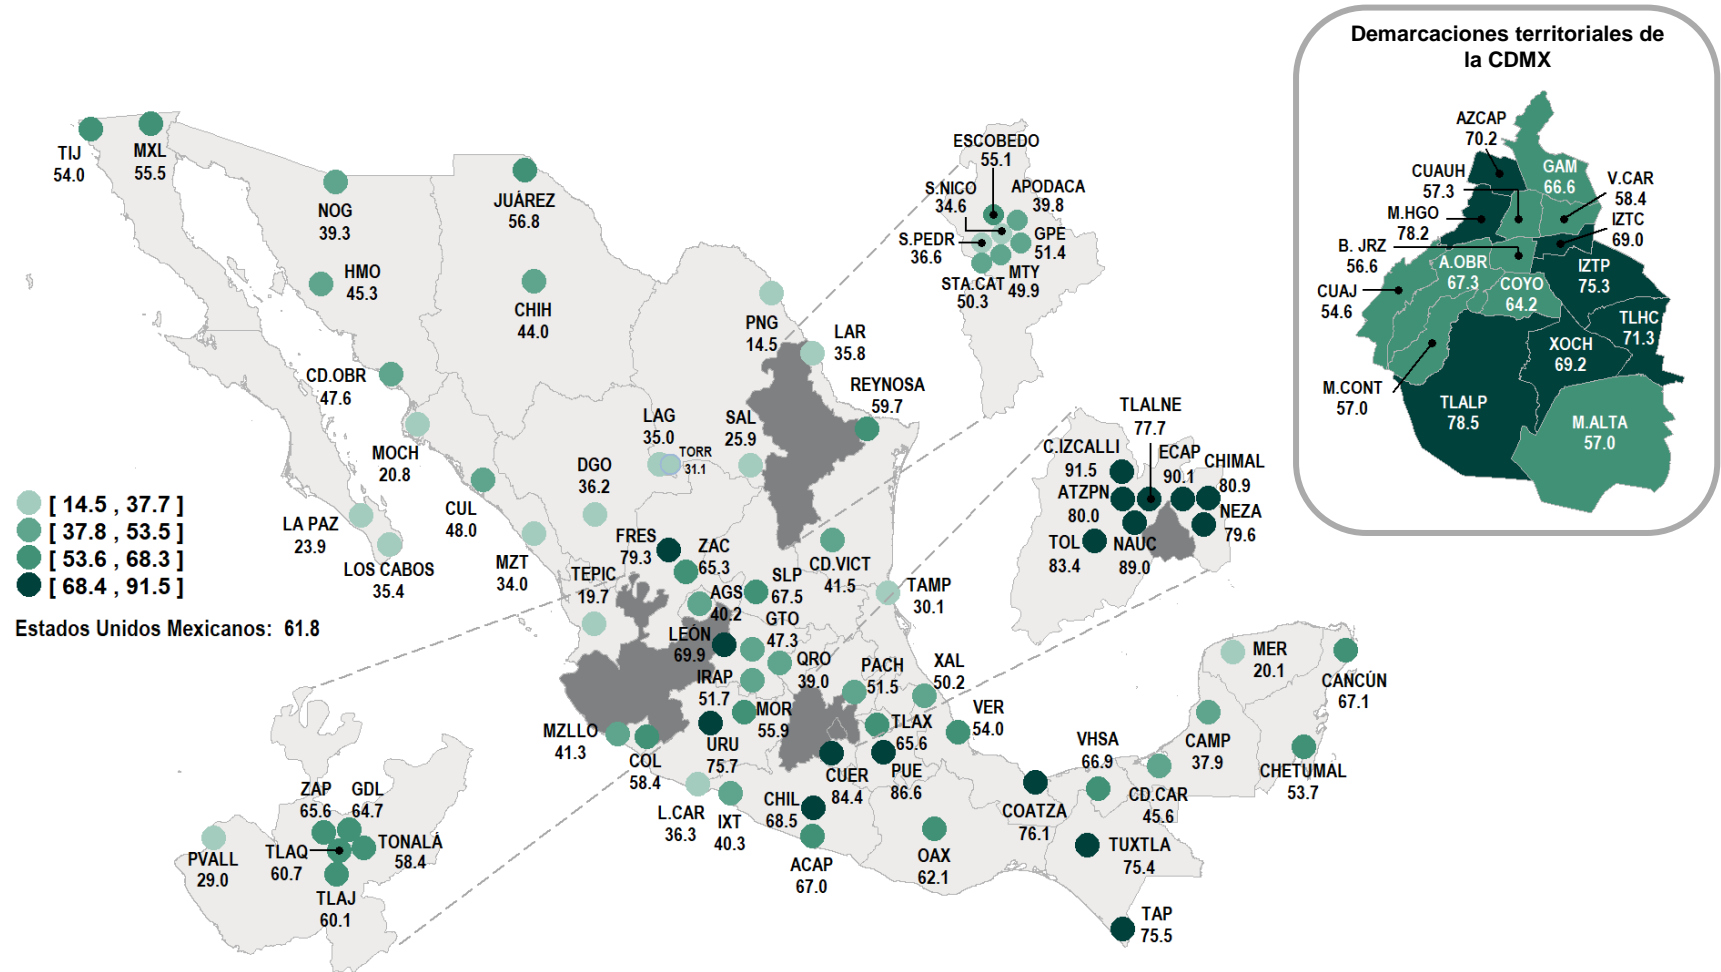 Demarcaciones territoriales de
la CDMX
AZCAP
70.2
CUAUH
57.3
GAM
66.6
V.CAR
58.4
M.HGO
78.2
IZTC
69.0
B. JRZ
56.6
A.OBR
67.3
IZTP
75.3
COYO
64.2
CUAJ
54.6
TLHC
71.3
XOCH
69.2
M.CONT
57.0
TLALP
78.5
M.ALTA
57.0
TIJ
54.0
MXL
55.5
NOG
39.3
JUÁREZ
56.8
HMO
45.3
CHIH
44.0
CD.OBR
47.6
MOCH
20.8
CUL
48.0
LA PAZ
23.9
LOS CABOS
35.4
MZT
34.0
DGO
36.2
LAG
35.0
TORR
31.1
SAL
25.9
PNG
14.5
LAR
35.8
REYNOSA
59.7
ESCOBEDO
55.1
S.NICO
34.6
APODACA
39.8
S.PEDR
36.6
GPE
51.4
MTY
49.9
STA.CAT
50.3
TLALNE
77.7
C.IZCALLI
91.5
ECAP
90.1
CHIMAL
80.9
ATZPN
80.0
NEZA
79.6
TOL
83.4
NAUC
89.0
[ 14.5 , 37.7 ]
[ 37.8 , 53.5 ]
[ 53.6 , 68.3 ]
[ 68.4 , 91.5 ]
Estados Unidos Mexicanos: 61.8
FRES
79.3
ZAC
65.3
TEPIC
19.7
AGS
40.2
SLP
67.5
CD.VICT
41.5
TAMP
30.1
LEÓN
69.9
GTO
47.3
QRO
39.0
IRAP
51.7
PACH
51.5
XAL
50.2
MZLLO
41.3
COL
58.4
URU
75.7
MOR
55.9
TLAX
65.6
VER
54.0
CUER
84.4
PUE
86.6
L.CAR
36.3
IXT
40.3
CHIL
68.5
ACAP
67.0
OAX
62.1
COATZA
76.1
VHSA
66.9
CD.CAR
45.6
CAMP
37.9
MER
20.1
CANCÚN
67.1
CHETUMAL
53.7
TUXTLA
75.4
TAP
75.5
ZAP
65.6
GDL
64.7
PVALL
29.0
TLAQ
60.7
TONALÁ
58.4
TLAJ
60.1